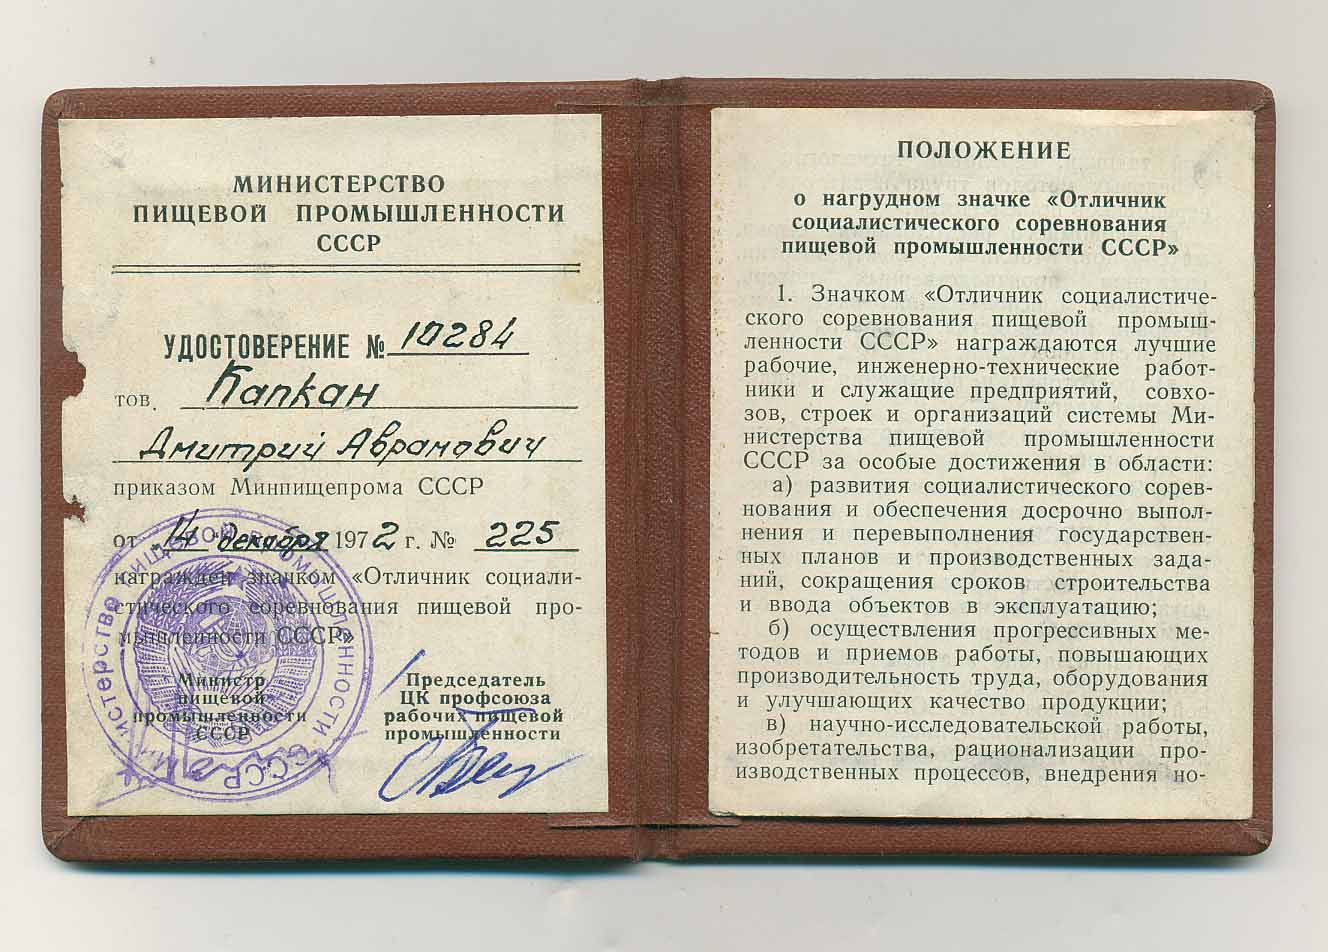 МИНИСТЕРСТВО
ПИЩЕВОЙ ПРОМЫШЛЕННОСТИ
СССР
УДОСТОВЕРЕНИЕ № 10284
тов. Капкан
Дмитрий Аврамович
приказом Минпищепрома СССР
от „14 “ декабря 1972 г. № 225
награжден значком «Отличник социали-
стического соревнования пищевой про-
мышленности СССР»
Министр
пищевой
промышленности
СССР
Председатель
ЦК профсоюза
рабочих пищевой
промышленности
Министерство пищевой промышленности СССР
ПОЛОЖЕНИЕ
о нагрудном значке «Отличник
социалистического соревнования
пищевой промышленности СССР»
1. Значком «Отличник социалистиче-
ского соревнования пищевой промыш-
ленности СССР» награждаются лучшие
рабочие, инженерно-технические работ-
ники и служащие предприятий, совхо-
зов, строек и организаций системы Ми-
нистерства пищевой промышленности
СССР за особые достижения в области:
а) развития социалистического сорев-
нования и обеспечения досрочно выпол-
нения и перевыполнения государствен-
ных планов и производственных зада-
ний, сокращения сроков строительства
и ввода объектов в эксплуатацию;
б) осуществления прогрессивных ме-
тодов и приемов работы, повышающих
производительность труда, оборудования
и улучшающих качество продукции;
в) научно-исследовательской работы,
изобретательства, рационализации про-
изводственных процессов, внедрения но-